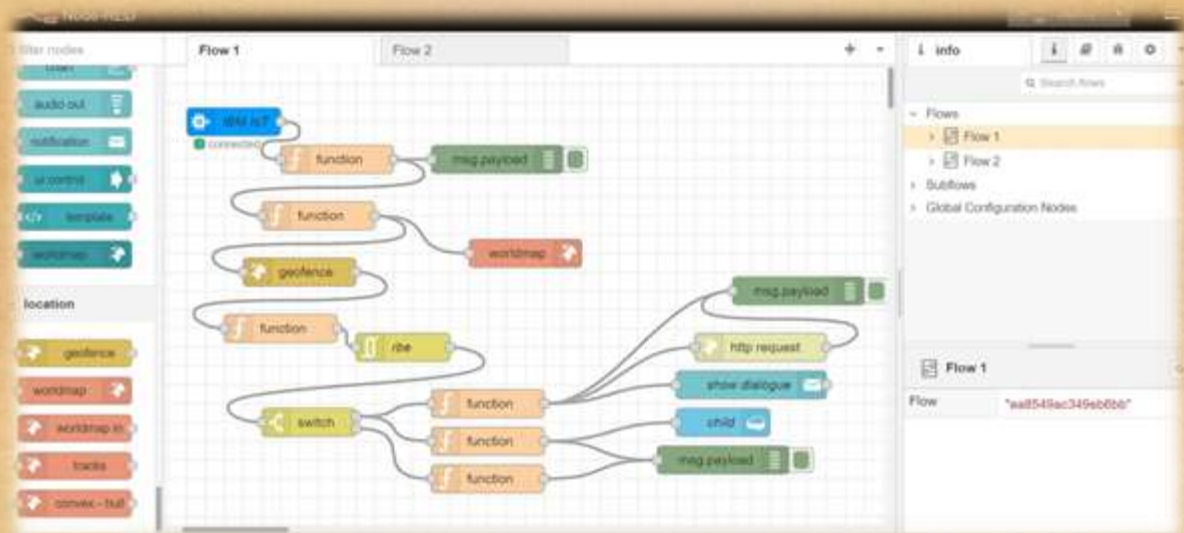 Node-RED
filter nodes
audio out
notification
ui control
template
worldmap
location
geofence
worldmap
worldmap in
tracks
convex-hull
Flow 1
Flow 2
IBM IoT
connected
function
msg.payload
function
worldmap
geofence
msg.payload
function
rbe
http request
show dialogue
function
switch
child
function
msg.payload
function
info
Search flows
Flows
Flow 1
Flow 2
Subflows
Global Configuration Nodes
Flow 1
Flow